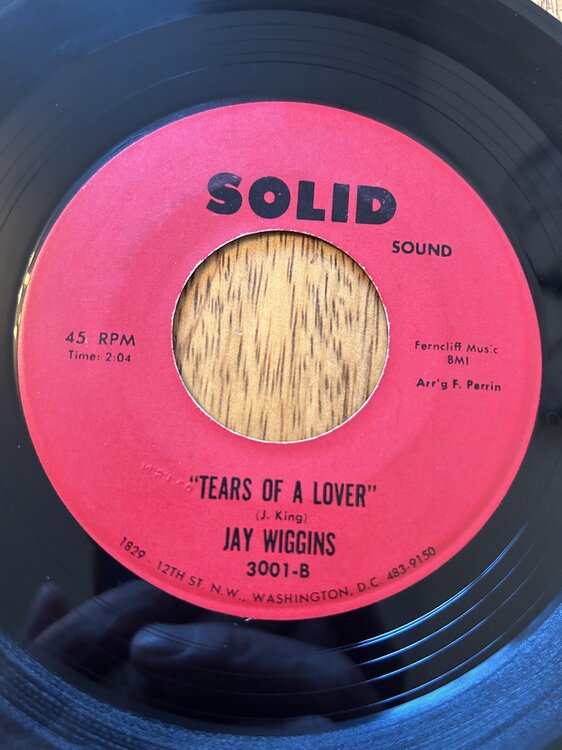 SOLID
SOUND
45 RPM
Time: 2:04
Ferncliff Music
BMI
Arr'g F. Perrin
"TEARS OF A LOVER"
(J. King)
JAY WIGGINS
3001-B
1829 - 12TH ST. N.W., WASHINGTON, D.C. 483-9150